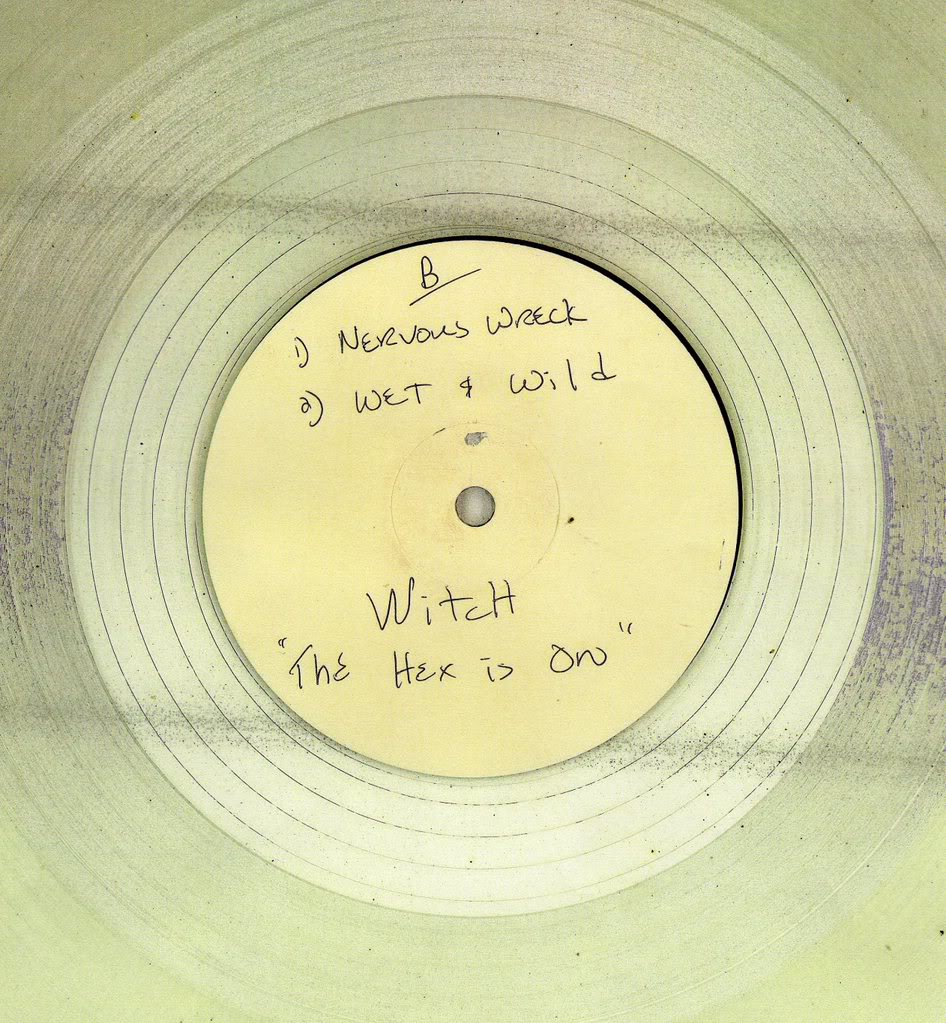 B
1) NERVOUS WRECK
2) WET & Wild
WitcH
"ThE HEx is ON"